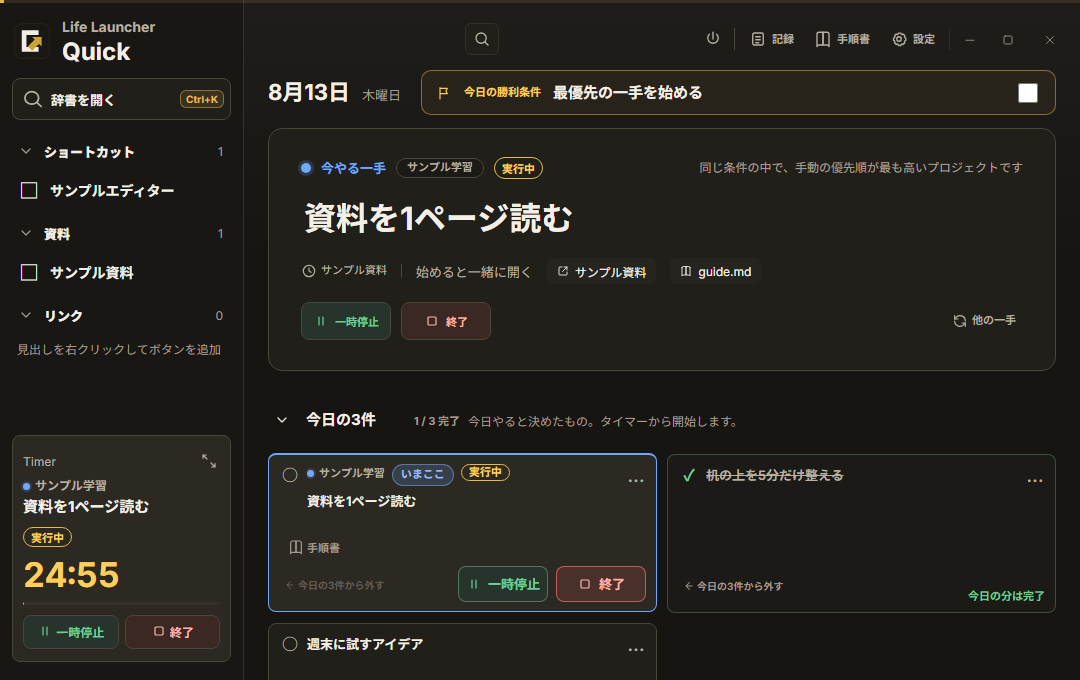 Life Launcher
Quick
辞書を開く Ctrl+K
ショートカット 1
サンプルエディター
資料 1
サンプル資料
リンク 0
見出しを右クリックしてボタンを追加
Timer
サンプル学習
資料を1ページ読む
実行中
24:55
一時停止 終了
記録 手順書 設定
8月13日 木曜日
今日の勝利条件 最優先の一手を始める
今やる一手 サンプル学習 実行中 同じ条件の中で、手動の優先順が最も高いプロジェクトです
資料を1ページ読む
サンプル資料 始めると一緒に開く サンプル資料 guide.md
一時停止 終了 他の一手
今日の3件 1 / 3 完了 今日やると決めたもの。タイマーから開始します。
サンプル学習 いまここ 実行中
資料を1ページ読む
手順書
← 今日の3件から外す 一時停止 終了
机の上を5分だけ整える
← 今日の3件から外す
今日の分は完了
週末に試すアイデア